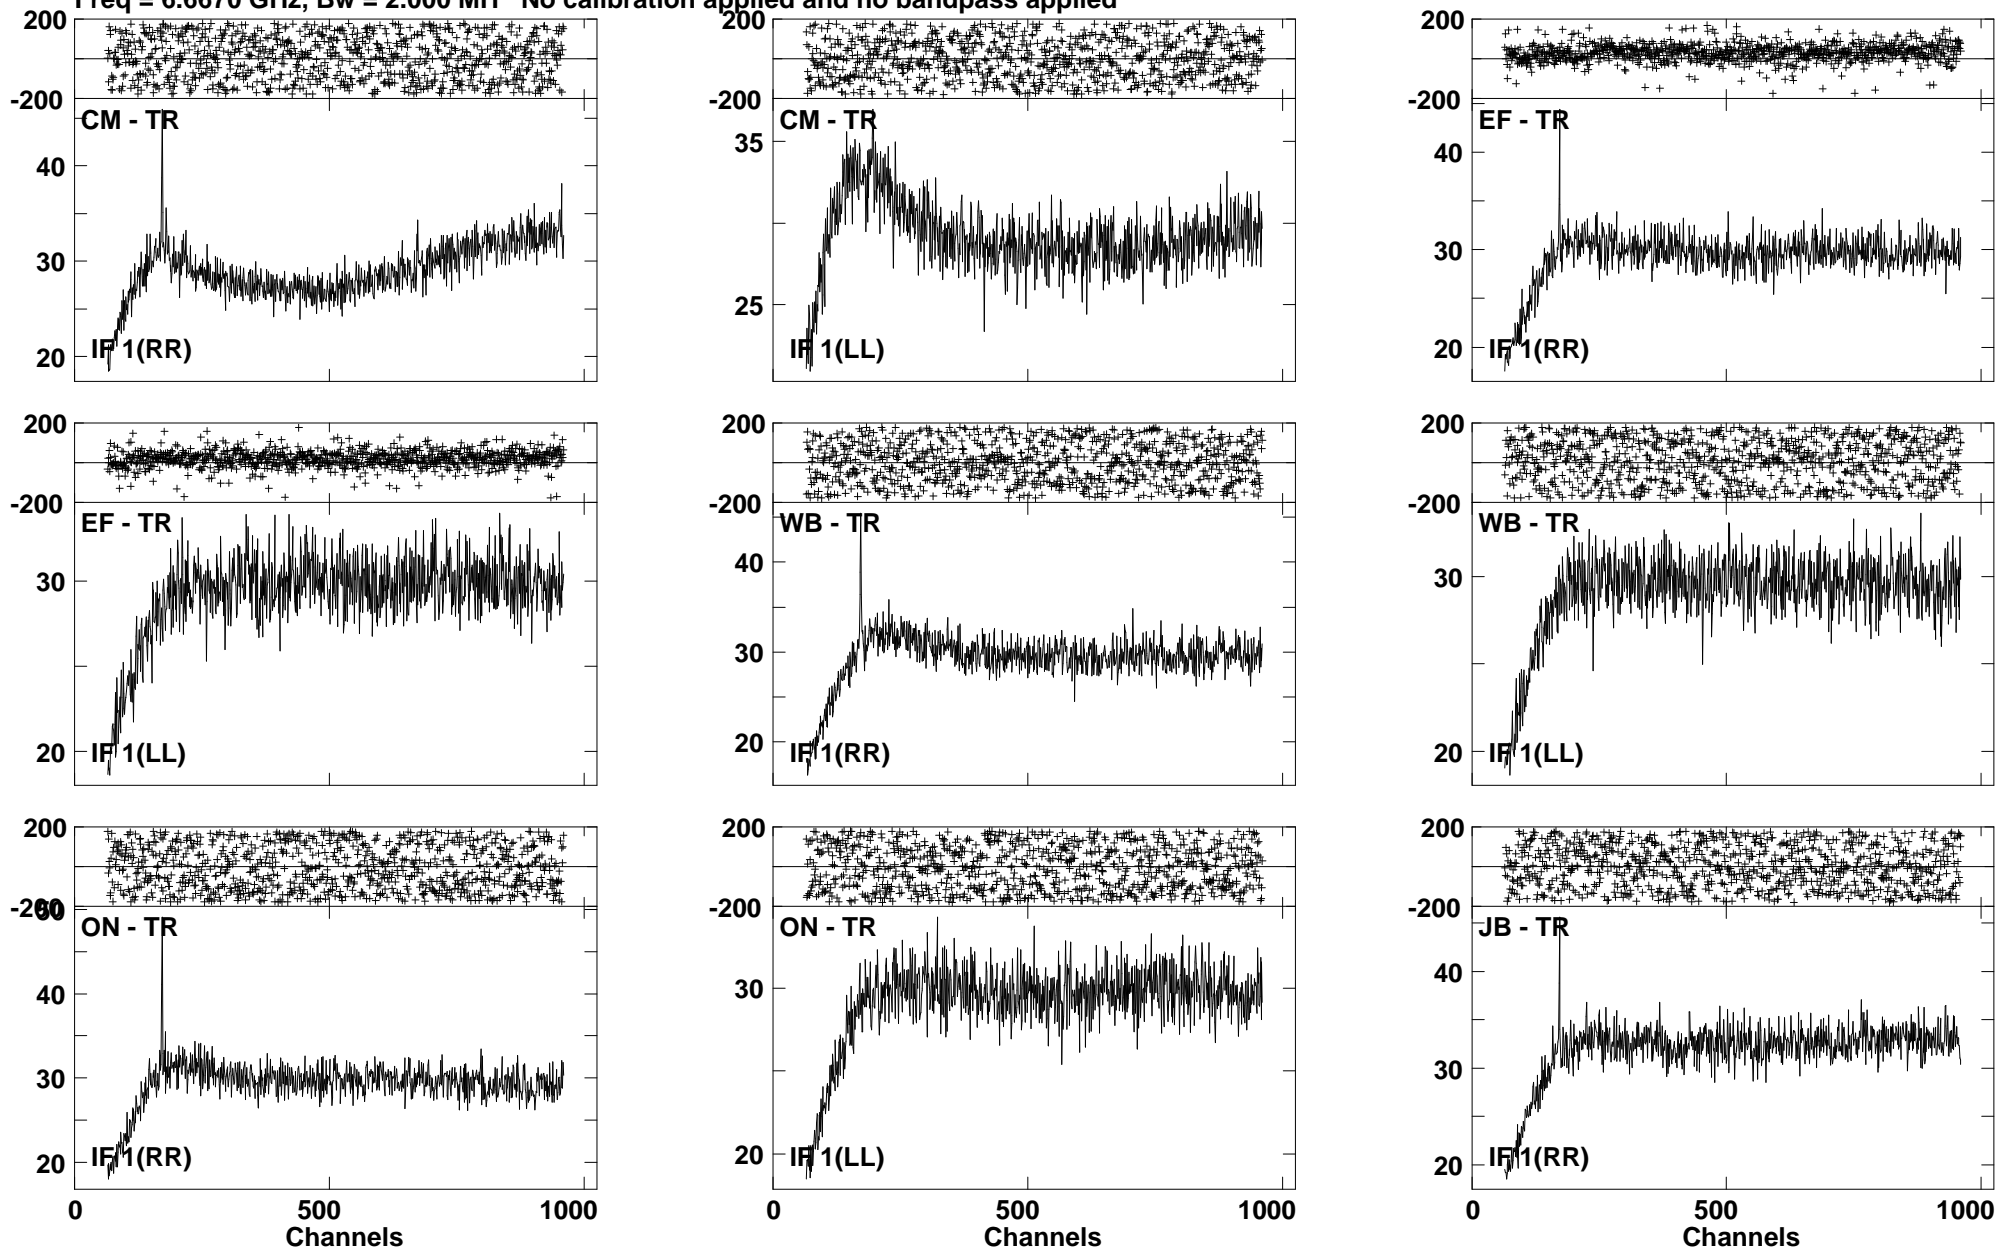 Freq = 6.6670 GHz, Bw = 2.000 MH No calibration applied and no bandpass applied
200 200 200
-200 -200 -200
CM - TR CM - TR EF - TR
40 35 40
30 30
25
20 20
IF 1(RR) IF 1(LL) IF 1(RR)
200 200 200
-200 -200 -200
EF - TR WB - TR WB - TR
40
30 30 30
20 20 20
IF 1(LL) IF 1(RR) IF 1(LL)
200 200 200
-200 -200 -200
50
ON - TR ON - TR JB - TR
40 30 40
30 30
20 20 20
IF 1(RR) IF 1(LL) IF 1(RR)
0 500 1000 0 500 1000 0 500 1000
Channels Channels Channels